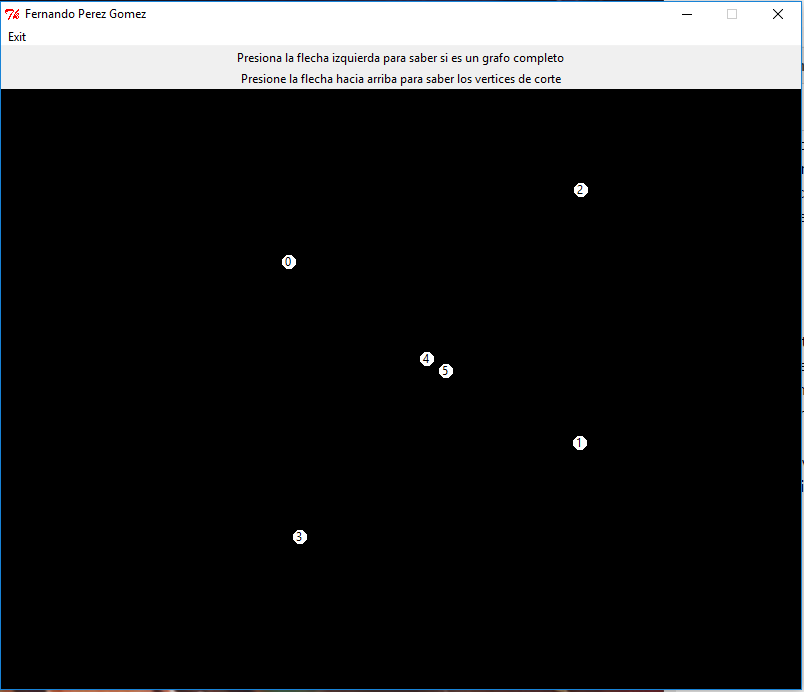 Fernando Perez Gomez
Exit
Presiona la flecha izquierda para saber si es un grafo completo
Presione la flecha hacia arriba para saber los vertices de corte
2
0
4
5
1
3